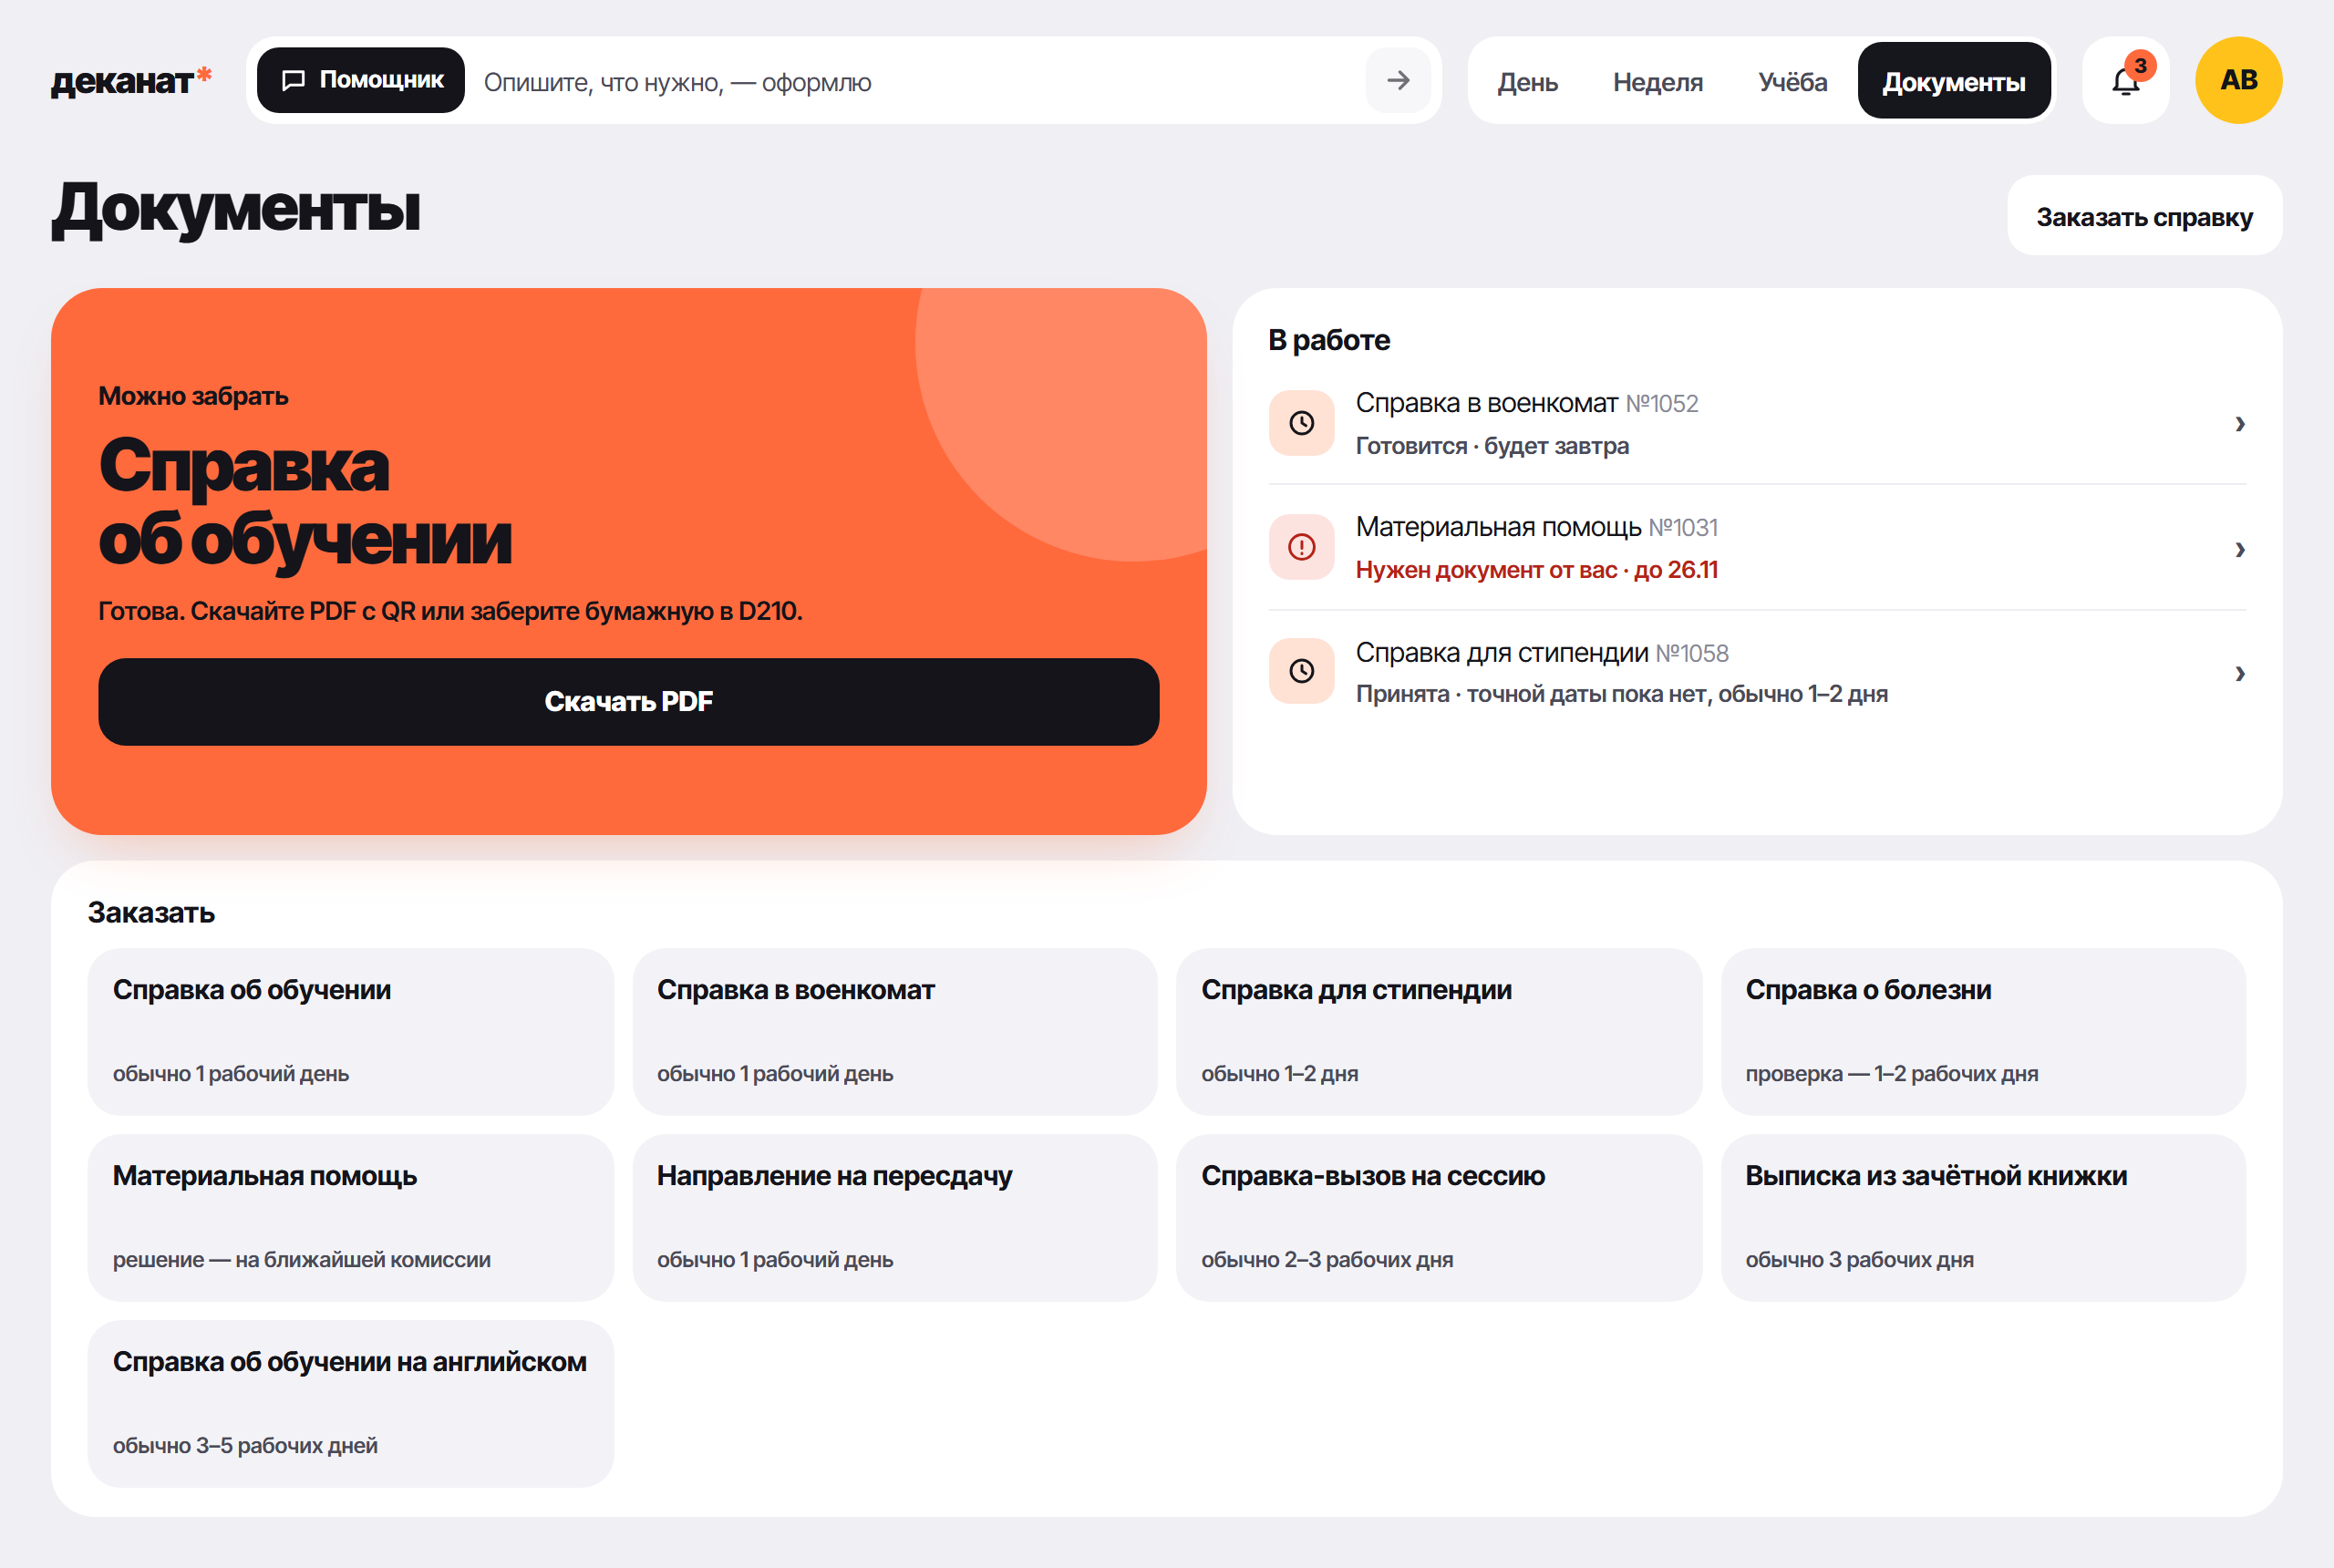 деканат*
Помощник
Опишите, что нужно, — оформлю
День
Неделя
Учёба
Документы
3
АВ
Документы
Заказать справку
Можно забрать
Справка
об обучении
Готова. Скачайте PDF с QR или заберите бумажную в D210.
Скачать PDF
В работе
Справка в военкомат №1052
Готовится · будет завтра
Материальная помощь №1031
Нужен документ от вас · до 26.11
Справка для стипендии №1058
Принята · точной даты пока нет, обычно 1–2 дня
Заказать
Справка об обучении
обычно 1 рабочий день
Справка в военкомат
обычно 1 рабочий день
Справка для стипендии
обычно 1–2 дня
Справка о болезни
проверка — 1–2 рабочих дня
Материальная помощь
решение — на ближайшей комиссии
Направление на пересдачу
обычно 1 рабочий день
Справка-вызов на сессию
обычно 2–3 рабочих дня
Выписка из зачётной книжки
обычно 3 рабочих дня
Справка об обучении на английском
обычно 3–5 рабочих дней